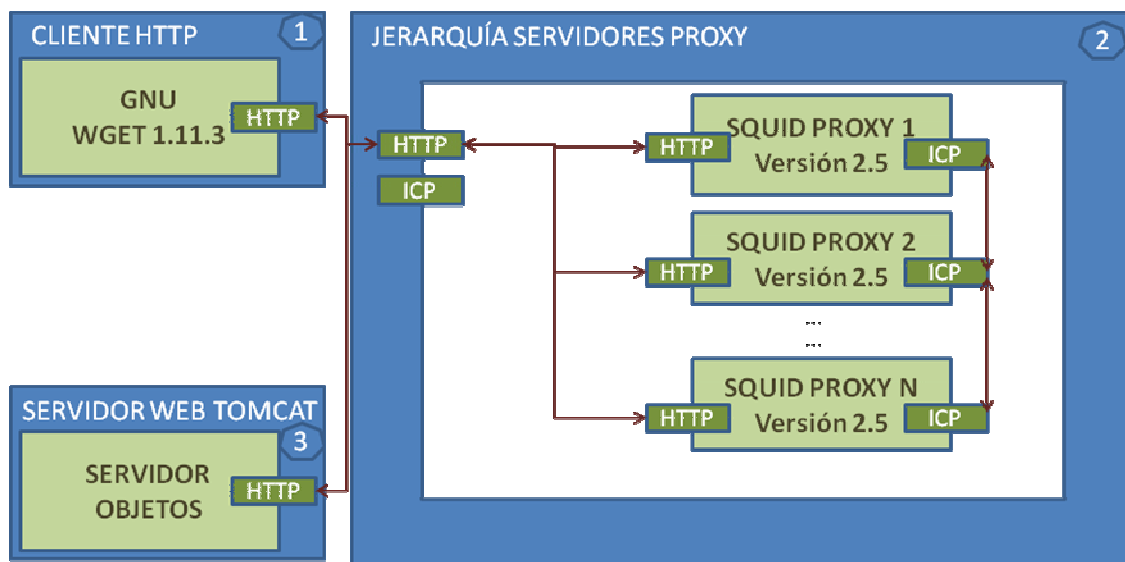 CLIENTE HTTP
1
GNU
WGET 1.11.3
HTTP
SERVIDOR WEB TOMCAT
3
SERVIDOR
OBJETOS
HTTP
JERARQUÍA SERVIDORES PROXY
2
HTTP
ICP
SQUID PROXY 1
Versión 2.5
HTTP
ICP
SQUID PROXY 2
Versión 2.5
HTTP
ICP
...
...
SQUID PROXY N
Versión 2.5
HTTP
ICP